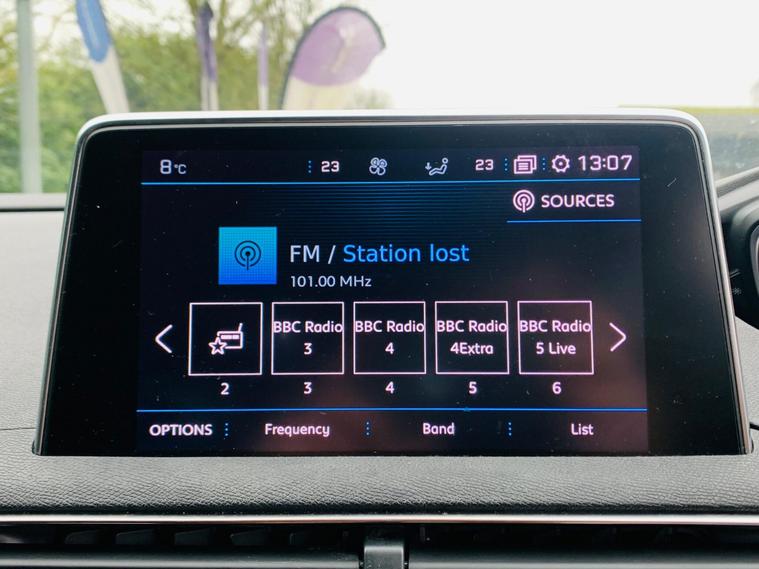 8°C 23 23 13:07
SOURCES
FM / Station lost
101.00 MHz
BBC Radio 3
BBC Radio 4
BBC Radio 4Extra
BBC Radio 5 Live
2 3 4 5 6
OPTIONS Frequency Band List